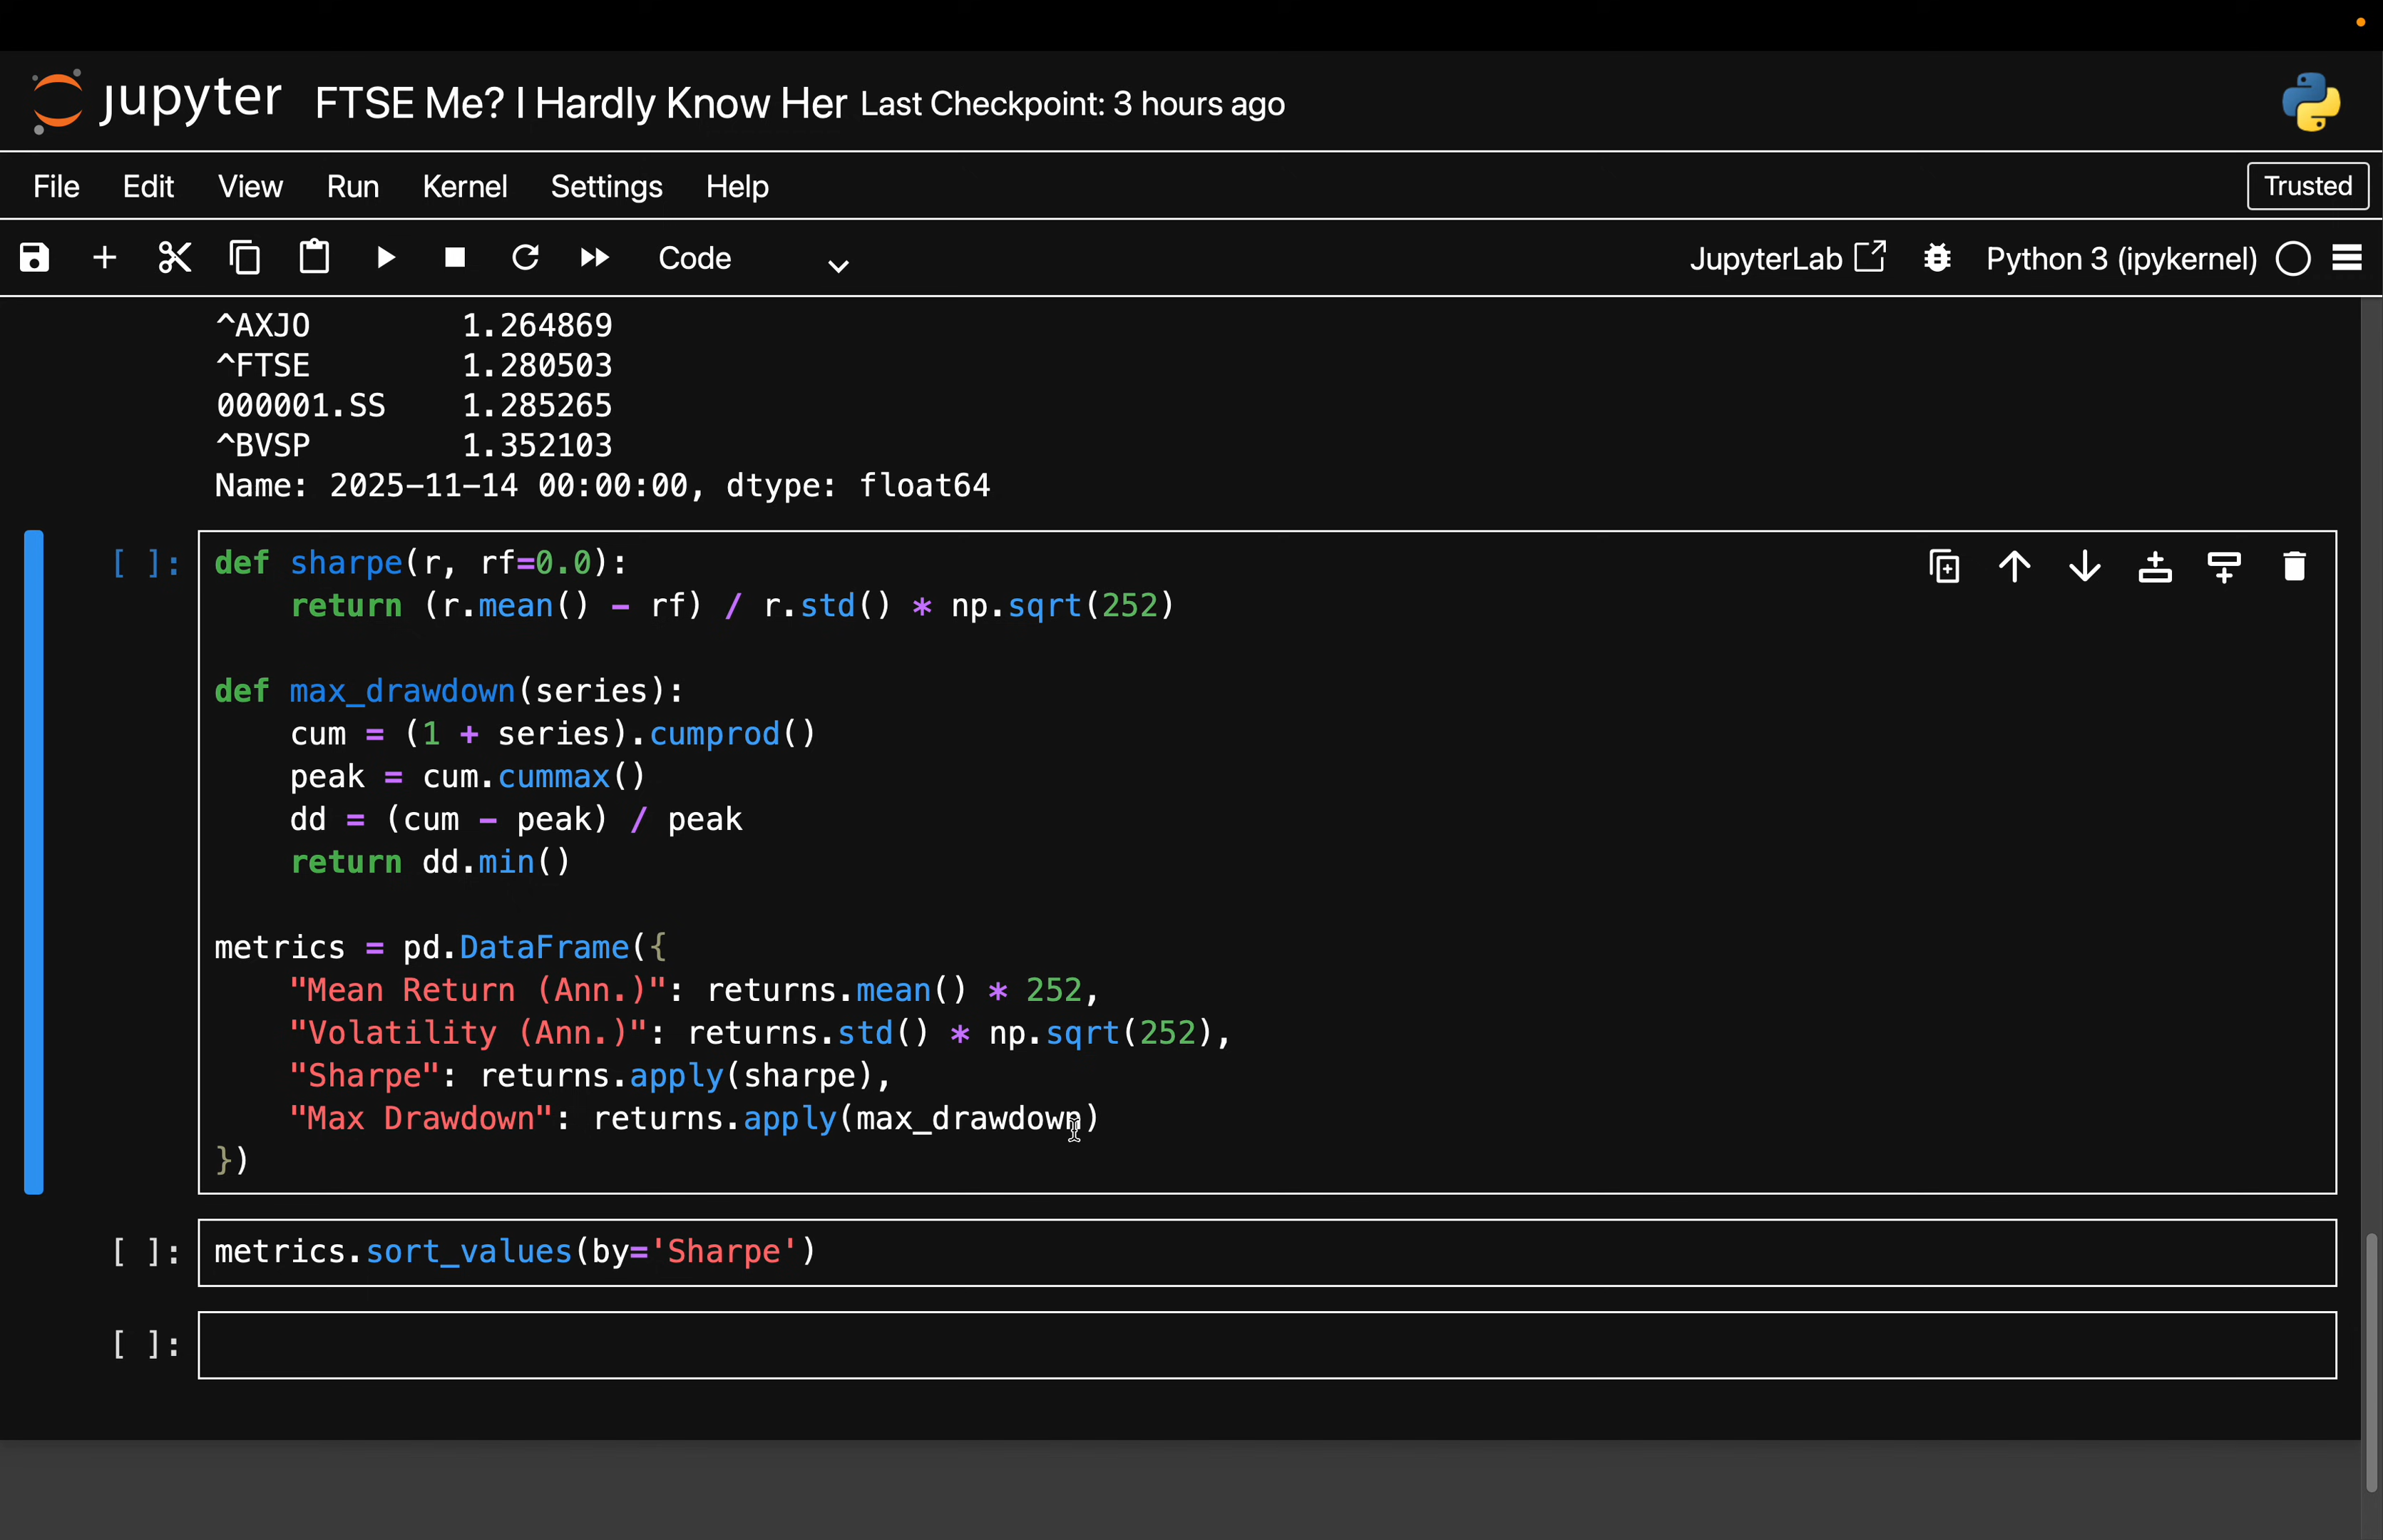 jupyter FTSE Me? I Hardly Know Her Last Checkpoint: 3 hours ago
File Edit View Run Kernel Settings Help Trusted
Code JupyterLab Python 3 (ipykernel)
^AXJO        1.264869
^FTSE        1.280503
000001.SS    1.285265
^BVSP        1.352103
Name: 2025-11-14 00:00:00, dtype: float64
[ ]: def sharpe(r, rf=0.0):
    return (r.mean() - rf) / r.std() * np.sqrt(252)
def max_drawdown(series):
    cum = (1 + series).cumprod()
    peak = cum.cummax()
    dd = (cum - peak) / peak
    return dd.min()
metrics = pd.DataFrame({
    "Mean Return (Ann.)": returns.mean() * 252,
    "Volatility (Ann.)": returns.std() * np.sqrt(252),
    "Sharpe": returns.apply(sharpe),
    "Max Drawdown": returns.apply(max_drawdown)
})
[ ]: metrics.sort_values(by='Sharpe')
[ ]: